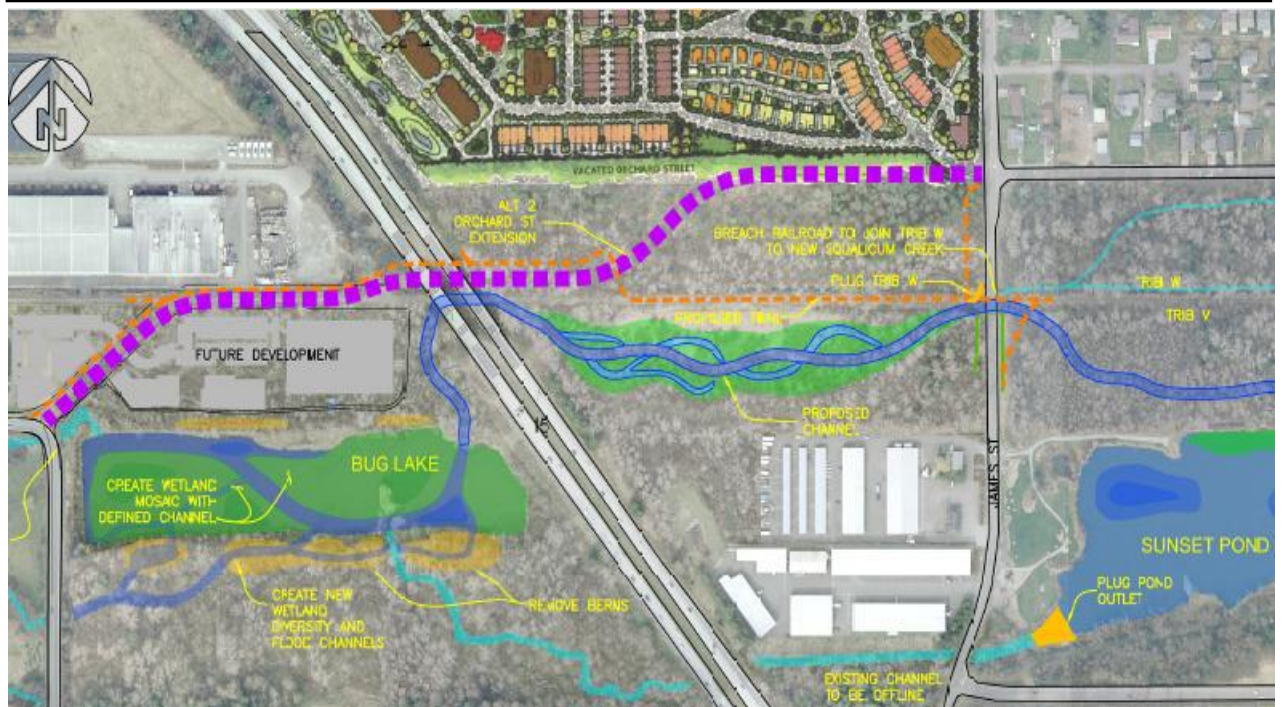 N
VACATED ORCHARD STREET
ALT 2
ORCHARD ST
EXTENSION
BREACH RAILROAD TO JOIN TRIB W
TO NEW SQUALICUM CREEK
PLUG TRIB W
TRIB W
TRIB V
PROPOSED TRAIL
FUTURE DEVELOPMENT
PROPOSED
CHANNEL
I5
BUG LAKE
CREATE WETLAND
MOSAIC WITH
DEFINED CHANNEL
JAMES ST
SUNSET POND
PLUG POND
OUTLET
CREATE NEW
WETLAND
DIVERSITY AND
FLOOD CHANNELS
REMOVE BERMS
EXISTING CHANNEL
TO BE OFFLINE